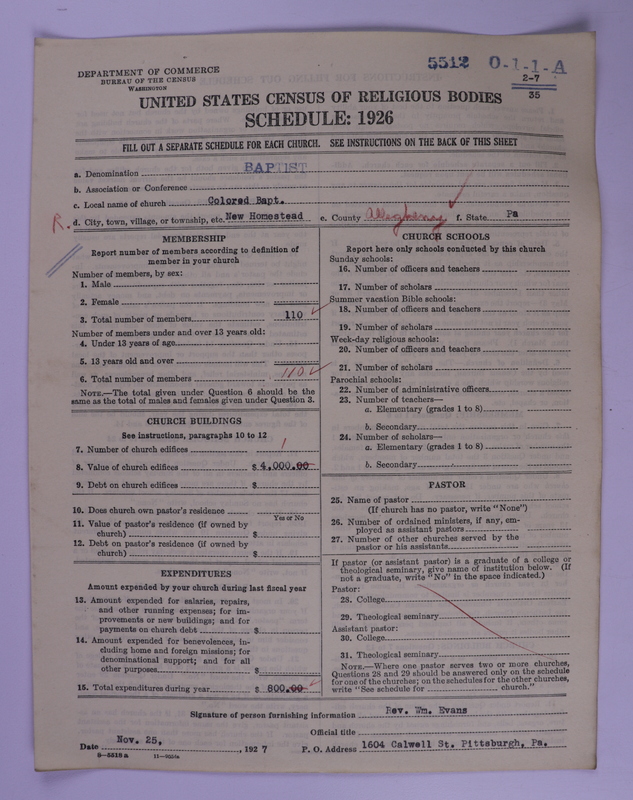 5512 O-1-1-A
2-7
35
DEPARTMENT OF COMMERCE
BUREAU OF THE CENSUS
WASHINGTON
UNITED STATES CENSUS OF RELIGIOUS BODIES
SCHEDULE: 1926
FILL OUT A SEPARATE SCHEDULE FOR EACH CHURCH. SEE INSTRUCTIONS ON THE BACK OF THIS SHEET
a. Denomination BAPTIST
b. Association or Conference
c. Local name of church Colored Bapt.
R. d. City, town, village, or township, etc. New Homestead e. County Allegheny f. State Pa
MEMBERSHIP
Report number of members according to definition of
member in your church
Number of members, by sex:
1. Male
2. Female
3. Total number of members 110
Number of members under and over 13 years old:
4. Under 13 years of age
5. 13 years old and over
6. Total number of members 110
NOTE.—The total given under Question 6 should be the
same as the total of males and females given under Question 3.
CHURCH BUILDINGS
See instructions, paragraphs 10 to 12
7. Number of church edifices 1
8. Value of church edifices $ 4,000.00
9. Debt on church edifices $
10. Does church own pastor's residence
Yes or No
11. Value of pastor's residence (if owned by
church) $
12. Debt on pastor's residence (if owned by
church) $
EXPENDITURES
Amount expended by your church during last fiscal year
13. Amount expended for salaries, repairs,
and other running expenses; for im-
provements or new buildings; and for
payments on church debt $
14. Amount expended for benevolences, in-
cluding home and foreign missions; for
denominational support; and for all
other purposes $
15. Total expenditures during year $ 800.00
CHURCH SCHOOLS
Report here only schools conducted by this church
Sunday schools:
16. Number of officers and teachers
17. Number of scholars
Summer vacation Bible schools:
18. Number of officers and teachers
19. Number of scholars
Week-day religious schools:
20. Number of officers and teachers
21. Number of scholars
Parochial schools:
22. Number of administrative officers
23. Number of teachers—
a. Elementary (grades 1 to 8)
b. Secondary
24. Number of scholars—
a. Elementary (grades 1 to 8)
b. Secondary
PASTOR
25. Name of pastor
(If church has no pastor, write "None")
26. Number of ordained ministers, if any, em-
ployed as assistant pastors
27. Number of other churches served by the
pastor or his assistants
If pastor (or assistant pastor) is a graduate of a college or
theological seminary, give name of institution below. (If
not a graduate, write "No" in the space indicated.)
Pastor:
28. College
29. Theological seminary
Assistant pastor:
30. College
31. Theological seminary
NOTE.—Where one pastor serves two or more churches,
Questions 28 and 29 should be answered only on the schedule
for one of the churches; on the schedules for the other churches,
write "See schedule for church."
Signature of person furnishing information Rev. Wm. Evans
Official title
Date Nov. 25, , 1927 P. O. Address 1604 Calwell St. Pittsburgh, Pa.